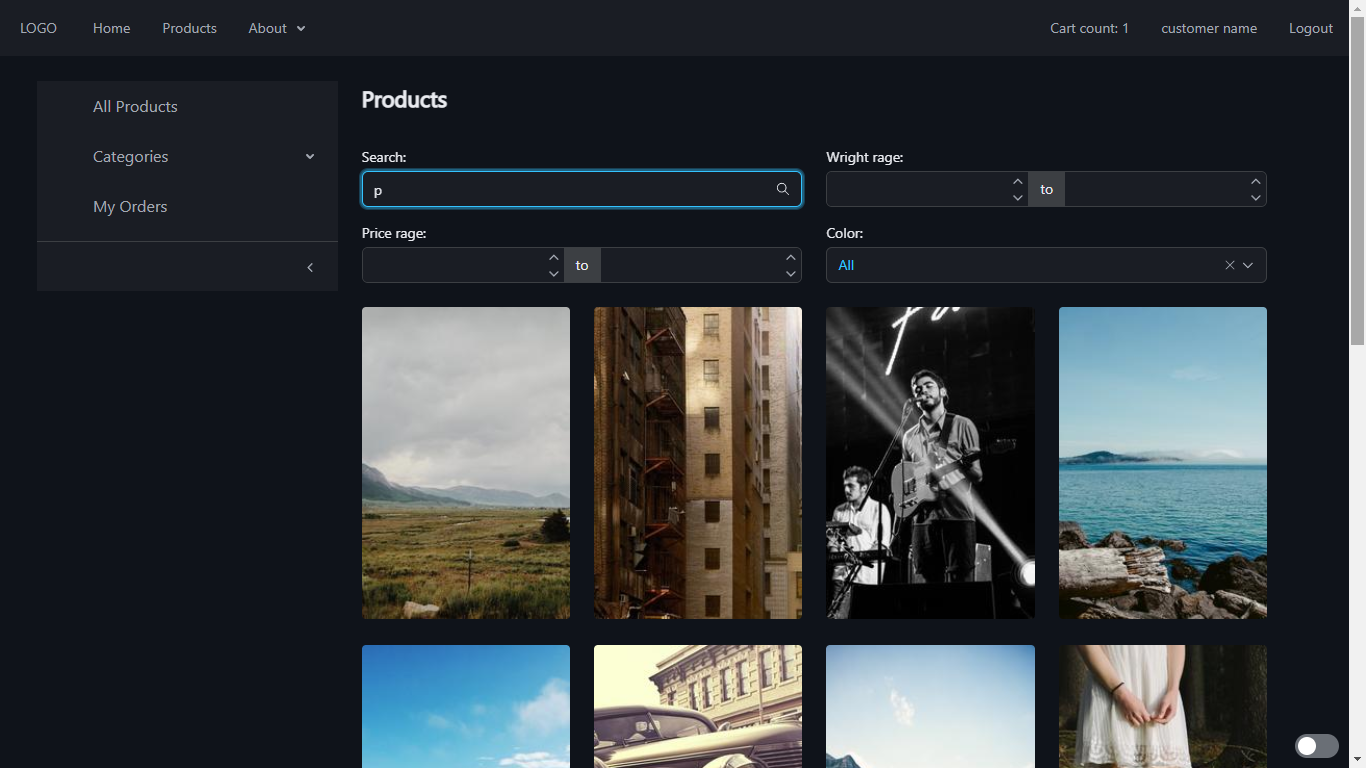 LOGO Home Products About Cart count: 1 customer name Logout
All Products
Categories
My Orders
Products
Search:
p
Wright rage:
to
Price rage:
to
Color:
All